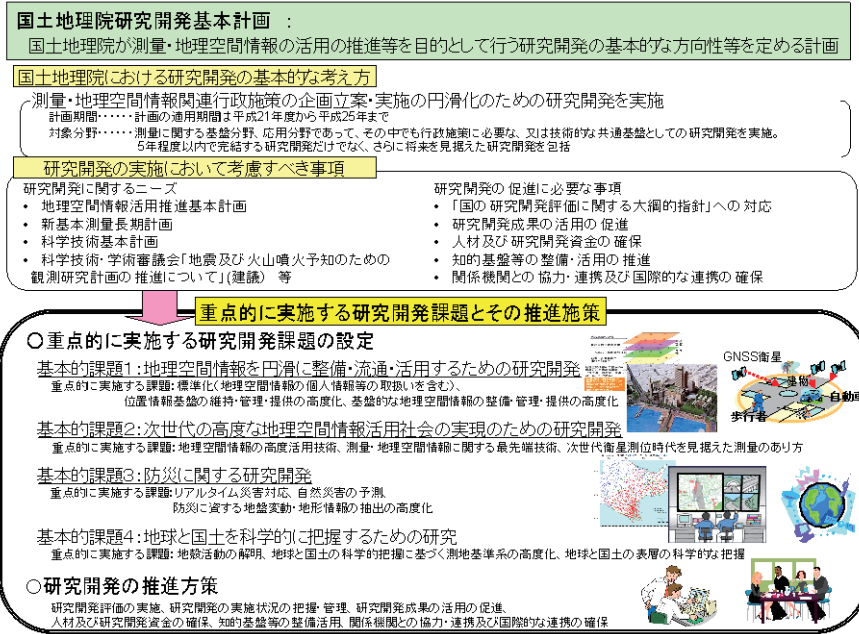 国土地理院研究開発基本計画 :
国土地理院が測量・地理空間情報の活用の推進等を目的として行う研究開発の基本的な方向性等を定める計画
国土地理院における研究開発の基本的な考え方
測量・地理空間情報関連行政施策の企画立案・実施の円滑化のための研究開発を実施
計画期間・・・・・・計画の適用期間は平成21年度から平成25年まで
対象分野・・・・・・測量に関する基盤分野、応用分野であって、その中でも行政施策に必要な、又は技術的な共通基盤としての研究開発を実施。
5年程度以内で完結する研究開発だけでなく、さらに将来を見据えた研究開発を包括
研究開発の実施において考慮すべき事項
研究開発に関するニーズ
• 地理空間情報活用推進基本計画
• 新基本測量長期計画
• 科学技術基本計画
• 科学技術・学術審議会「地震及び火山噴火予知のための
観測研究計画の推進について」(建議) 等
研究開発の促進に必要な事項
• 「国の研究開発評価に関する大綱的指針」への対応
• 研究開発成果の活用の促進
• 人材及び研究開発資金の確保
• 知的基盤等の整備・活用の推進
• 関係機関との協力・連携及び国際的な連携の確保
重点的に実施する研究開発課題とその推進施策
○重点的に実施する研究開発課題の設定
基本的課題1:地理空間情報を円滑に整備・流通・活用するための研究開発
重点的に実施する課題:標準化(地理空間情報の個人情報等の取扱いを含む)、
位置情報基盤の維持・管理・提供の高度化、基盤的な地理空間情報の整備・管理・提供の高度化
GNSS衛星
建物
自動車
歩行者
基本的課題2:次世代の高度な地理空間情報活用社会の実現のための研究開発
重点的に実施する課題:地理空間情報の高度活用技術、測量・地理空間情報に関する最先端技術、次世代衛星測位時代を見据えた測量のあり方
基本的課題3:防災に関する研究開発
重点的に実施する課題:リアルタイム災害対応、自然災害の予測、
防災に資する地盤変動・地形情報の抽出の高度化
基本的課題4:地球と国土を科学的に把握するための研究
重点的に実施する課題:地殻活動の解明、地球と国土の科学的把握に基づく測地基準系の高度化、地球と国土の表層の科学的な把握
○研究開発の推進方策
研究開発評価の実施、研究開発の実施状況の把握・管理、研究開発成果の活用の促進、
人材及び研究開発資金の確保、知的基盤等の整備活用、関係機関との協力・連携及び国際的な連携の確保